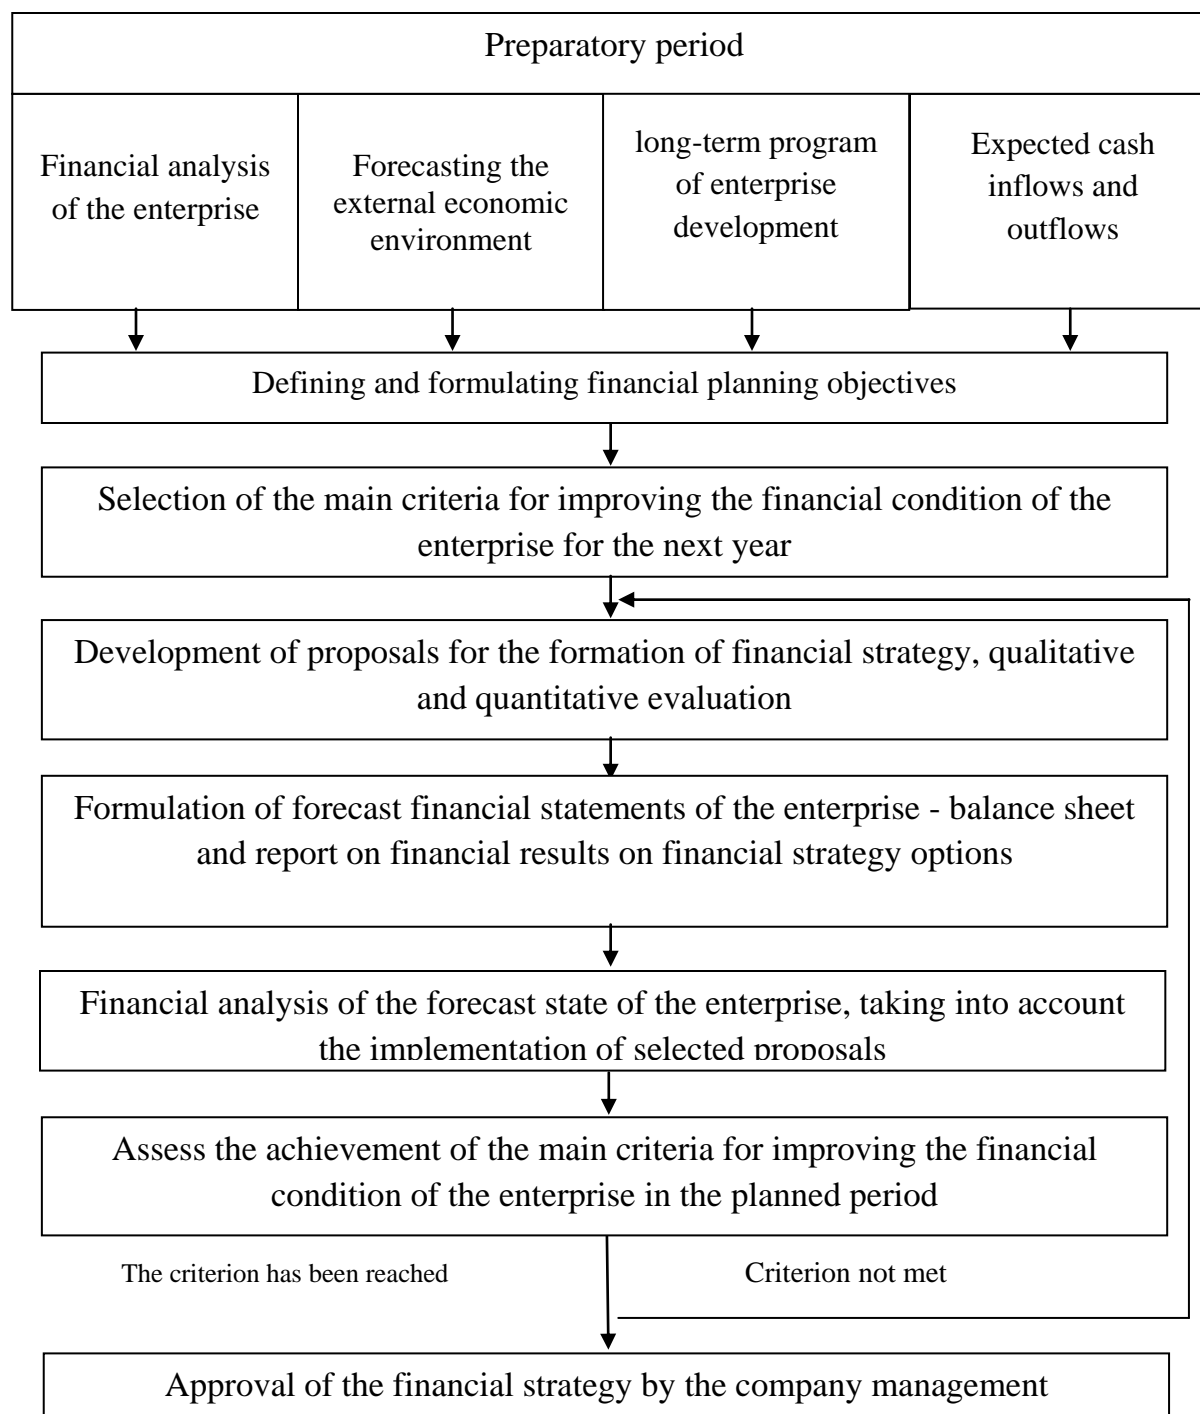 Preparatory period
Financial analysis
of the enterprise
Forecasting the
external economic
environment
long-term program
of enterprise
development
Expected cash
inflows and
outflows
Defining and formulating financial planning objectives
Selection of the main criteria for improving the financial condition of the
enterprise for the next year
Development of proposals for the formation of financial strategy, qualitative
and quantitative evaluation
Formulation of forecast financial statements of the enterprise - balance sheet
and report on financial results on financial strategy options
Financial analysis of the forecast state of the enterprise, taking into account
the implementation of selected proposals
Assess the achievement of the main criteria for improving the financial
condition of the enterprise in the planned period
The criterion has been reached
Criterion not met
Approval of the financial strategy by the company management